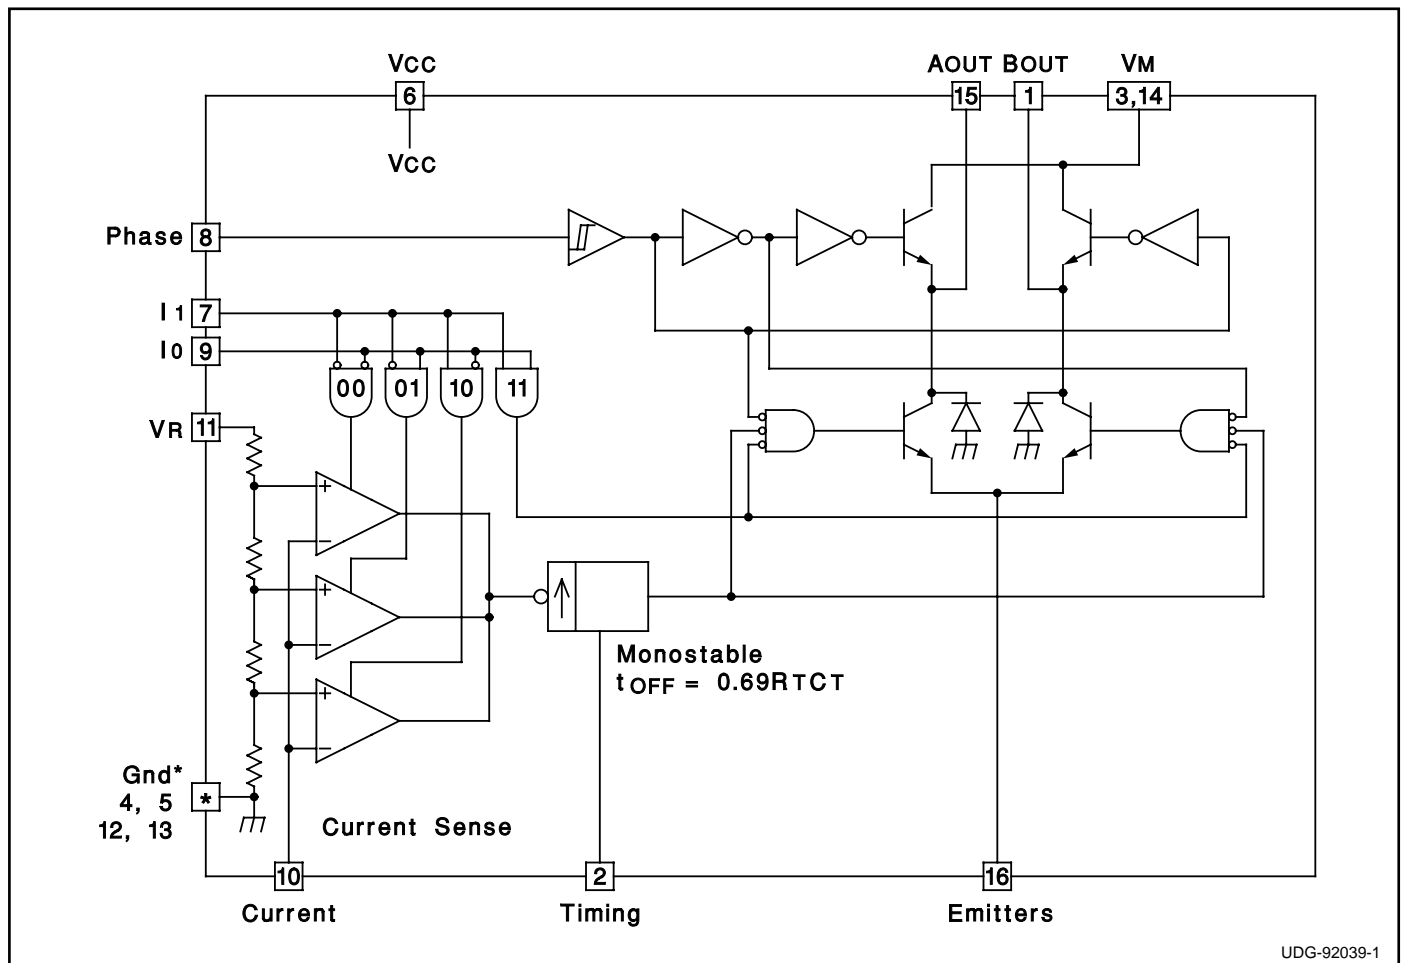 VCC
6
VCC
AOUT BOUT VM
15 1 3,14
Phase 8
I1 7
I0 9
00 01 10 11
VR 11
+
−
+
−
+
−
Monostable
tOFF = 0.69RTCT
Gnd*
4, 5
12, 13
*
Current Sense
10 2 16
Current Timing Emitters
UDG-92039-1